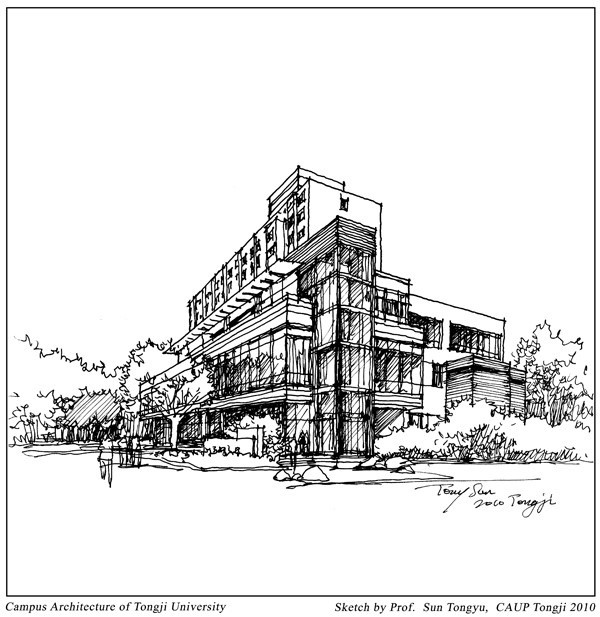 Tony Sun
2010 Tongji
Campus Architecture of Tongji University
Sketch by Prof. Sun Tongyu, CAUP Tongji 2010